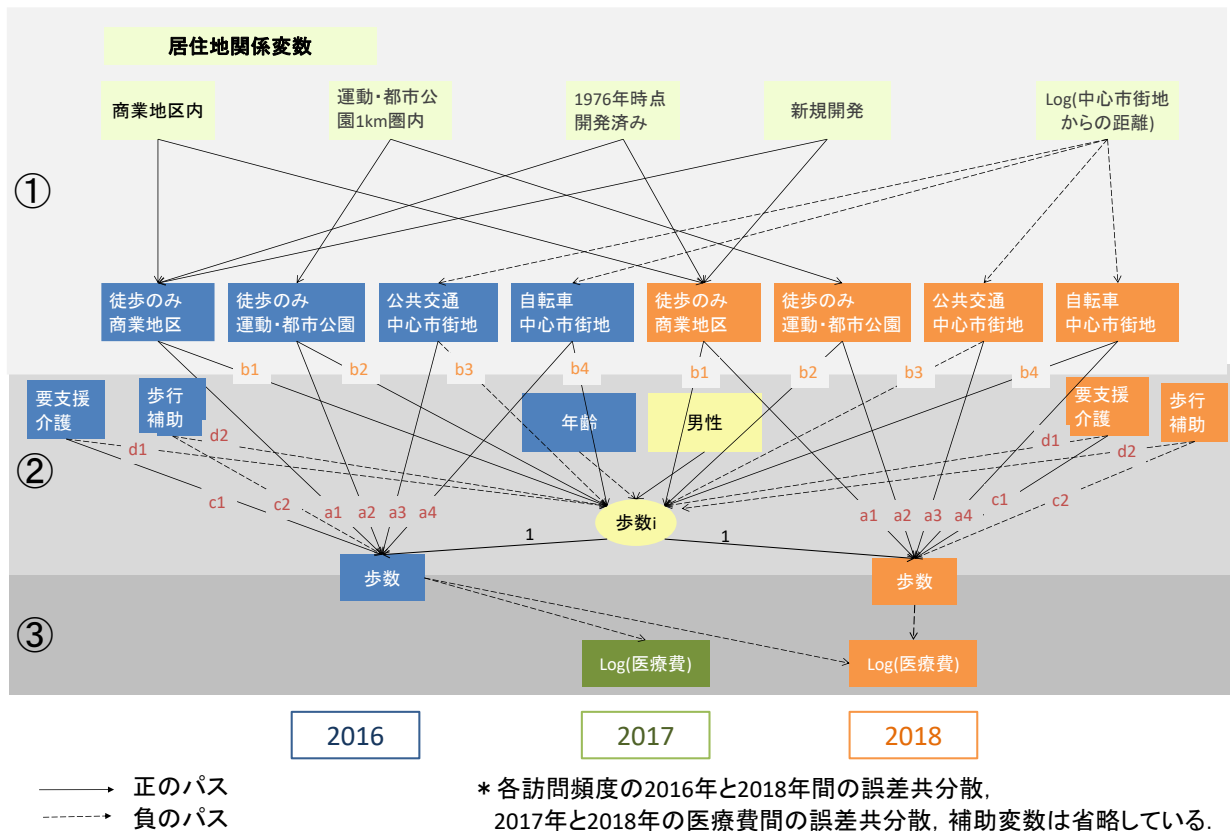 居住地関係変数
商業地区内
運動・都市公
園1km圏内
1976年時点
開発済み
新規開発
Log(中心市街地
からの距離)
①
徒歩のみ
商業地区
徒歩のみ
運動・都市公園
公共交通
中心市街地
自転車
中心市街地
徒歩のみ
商業地区
徒歩のみ
運動・都市公園
公共交通
中心市街地
自転車
中心市街地
b1 b2 b3 b4 b1 b2 b3 b4
要支援
介護
歩行
補助
年齢
男性
要支援
介護
歩行
補助
d1 d2 d1 d2
②
c1 c2 a1 a2 a3 a4 a1 a2 a3 a4 c1 c2
歩数i
1 1
歩数
歩数
③
Log(医療費)
Log(医療費)
2016
2017
2018
正のパス
負のパス
*各訪問頻度の2016年と2018年間の誤差共分散,
2017年と2018年の医療費間の誤差共分散, 補助変数は省略している.